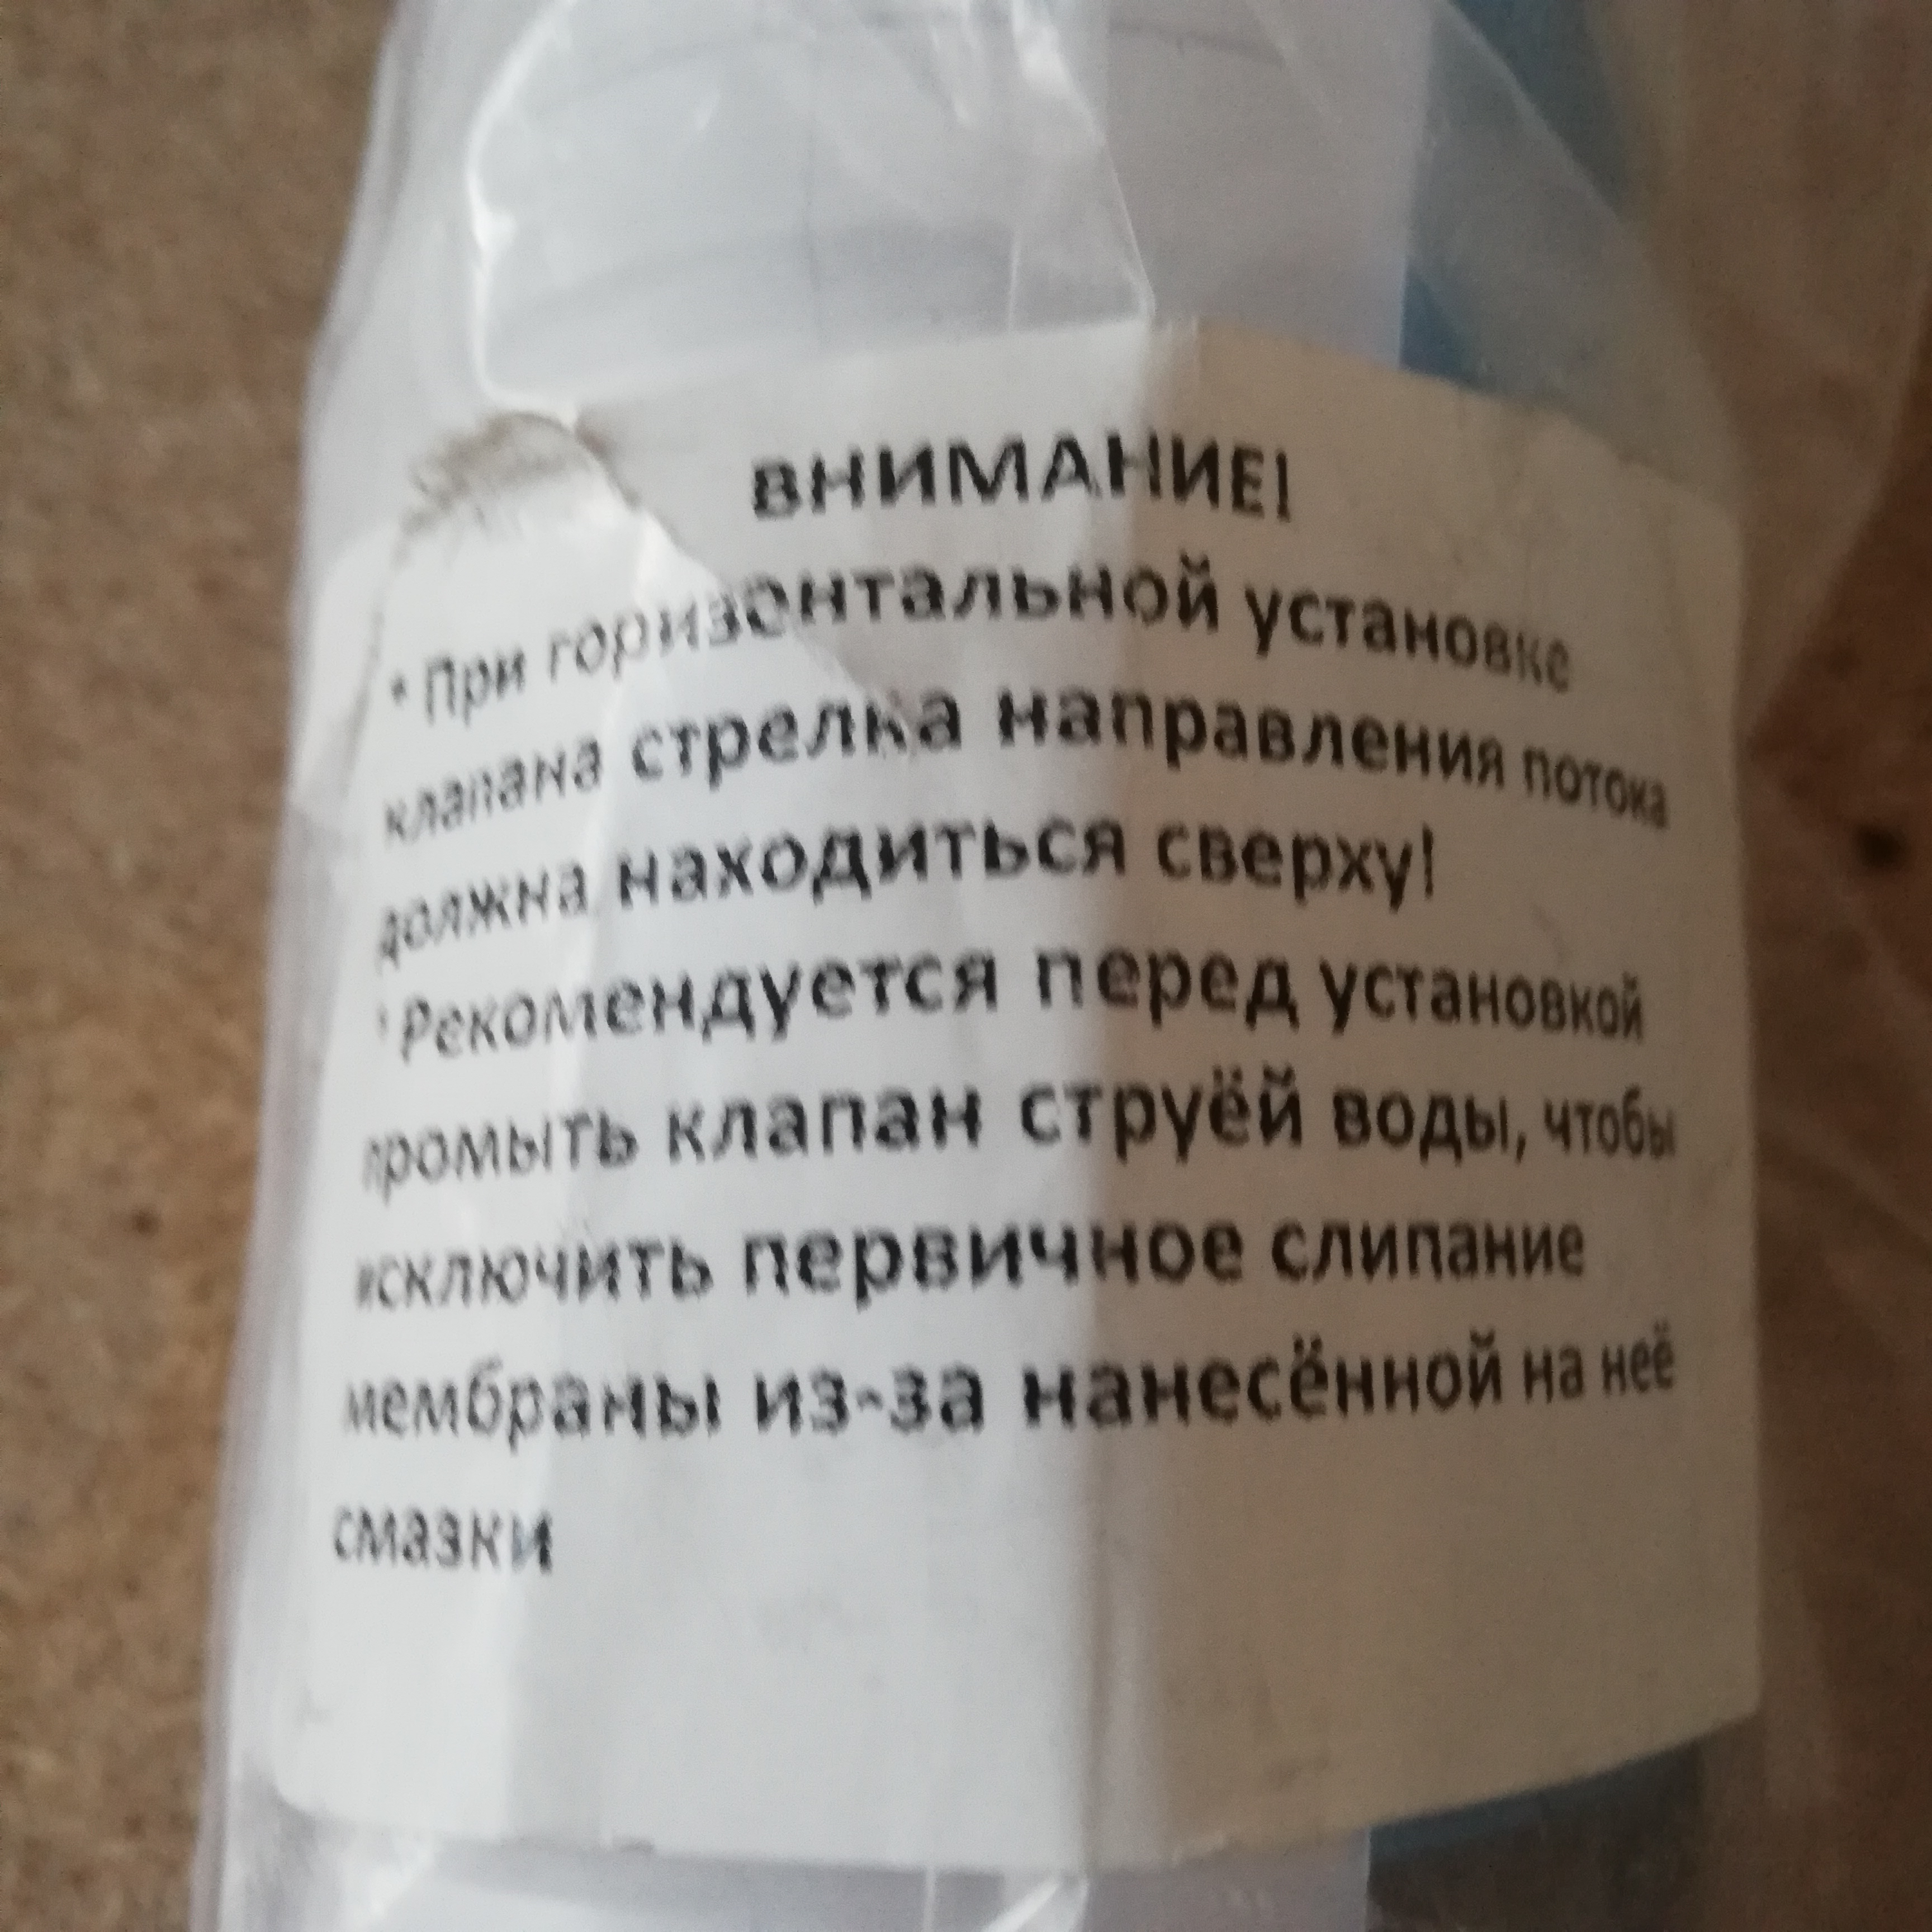 ВНИМАНИЕ!
* При горизонтальной установке
клапана стрелка направления потока
должна находиться сверху!
* Рекомендуется перед установкой
промыть клапан струёй воды, чтобы
исключить первичное слипание
мембраны из-за нанесённой на неё
смазки